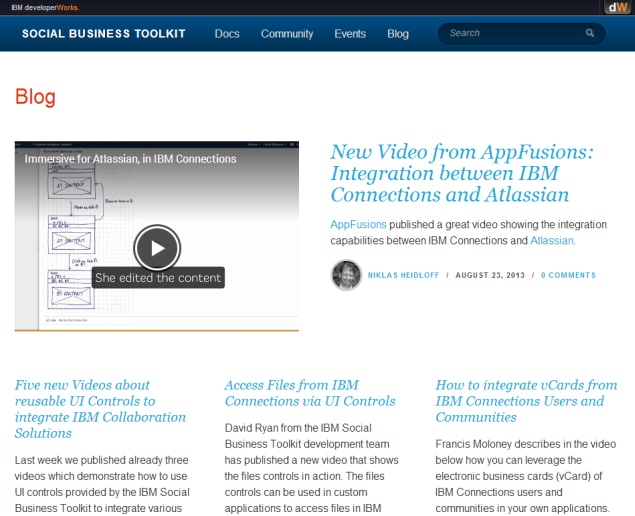 IBM developerWorks.
dW
SOCIAL BUSINESS TOOLKIT
Docs
Community
Events
Blog
Search
Blog
Immersive for Atlassian, in IBM Connections
She edited the content
New Video from AppFusions:
Integration between IBM
Connections and Atlassian
AppFusions published a great video showing the integration
capabilities between IBM Connections and Atlassian.
NIKLAS HEIDLOFF / AUGUST 23, 2013 / 0 COMMENTS
Five new Videos about
reusable UI Controls to
integrate IBM Collaboration
Solutions
Last week we published already three
videos which demonstrate how to use
UI controls provided by the IBM Social
Business Toolkit to integrate various
Access Files from IBM
Connections via UI Controls
David Ryan from the IBM Social
Business Toolkit development team
has published a new video that shows
the files controls in action. The files
controls can be used in custom
applications to access files in IBM
How to integrate vCards from
IBM Connections Users and
Communities
Francis Moloney describes in the video
below how you can leverage the
electronic business cards (vCard) of
IBM Connections users and
communities in your own applications.